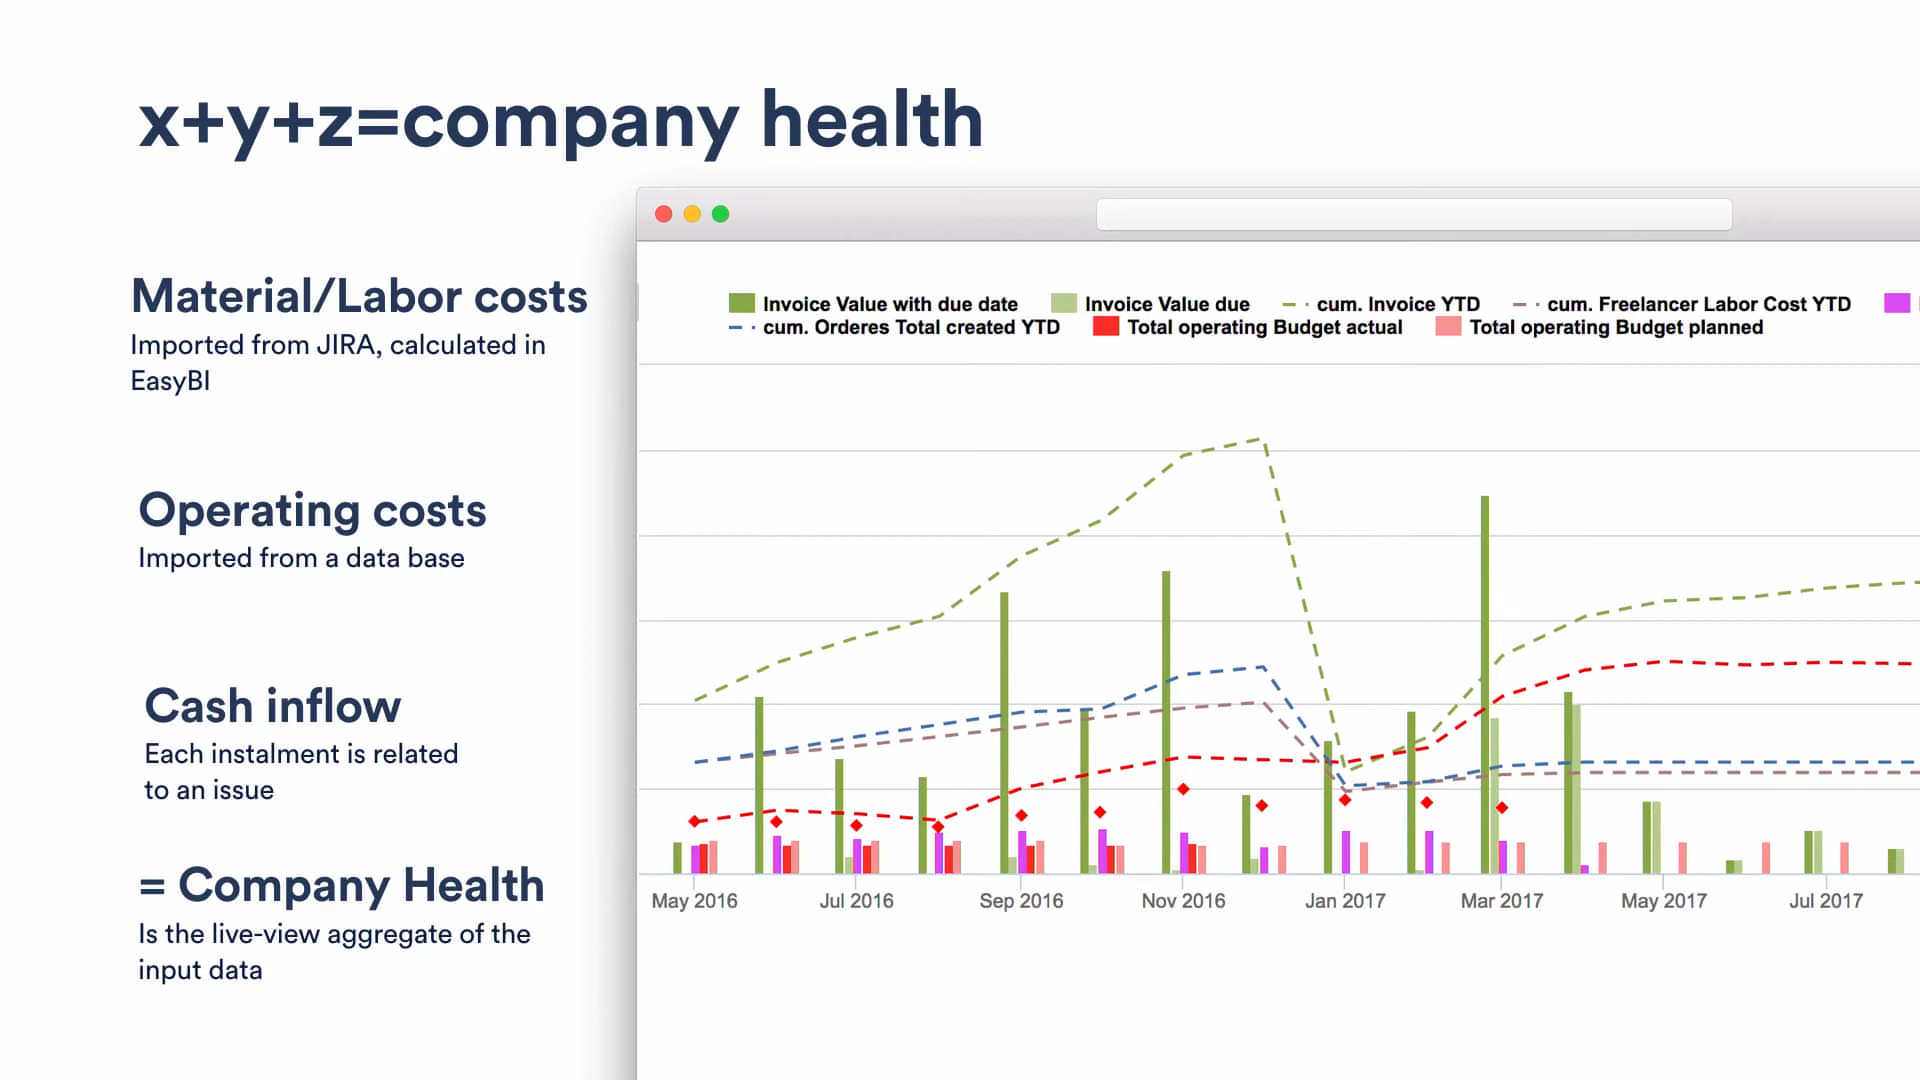 x+y+z=company health
Material/Labor costs
Imported from JIRA, calculated in
EasyBI
Operating costs
Imported from a data base
Cash inflow
Each instalment is related
to an issue
= Company Health
Is the live-view aggregate of the
input data
Invoice Value with due date Invoice Value due cum. Invoice YTD cum. Freelancer Labor Cost YTD
cum. Orderes Total created YTD Total operating Budget actual Total operating Budget planned
May 2016 Jul 2016 Sep 2016 Nov 2016 Jan 2017 Mar 2017 May 2017 Jul 2017